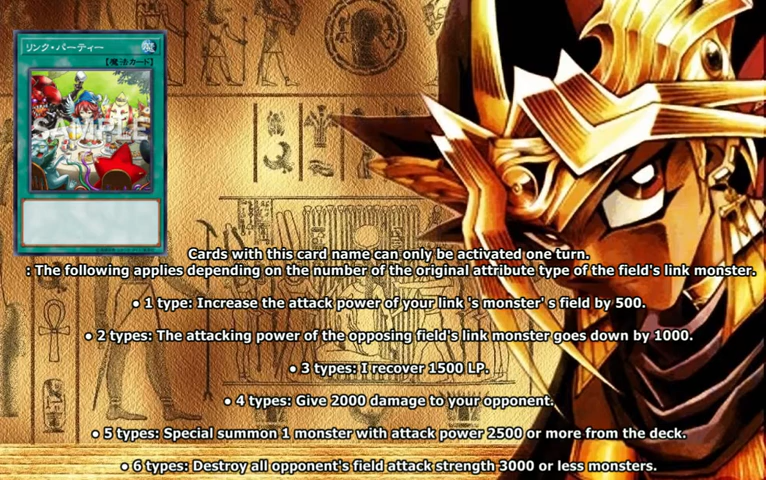 リンク・パーティー
魔
【魔法カード】
SAMPLE
Cards with this card name can only be activated one turn.
: The following applies depending on the number of the original attribute type of the field's link monster.
● 1 type: Increase the attack power of your link 's monster' s field by 500.
● 2 types: The attacking power of the opposing field's link monster goes down by 1000.
● 3 types: I recover 1500 LP.
● 4 types: Give 2000 damage to your opponent.
● 5 types: Special summon 1 monster with attack power 2500 or more from the deck.
● 6 types: Destroy all opponent's field attack strength 3000 or less monsters.